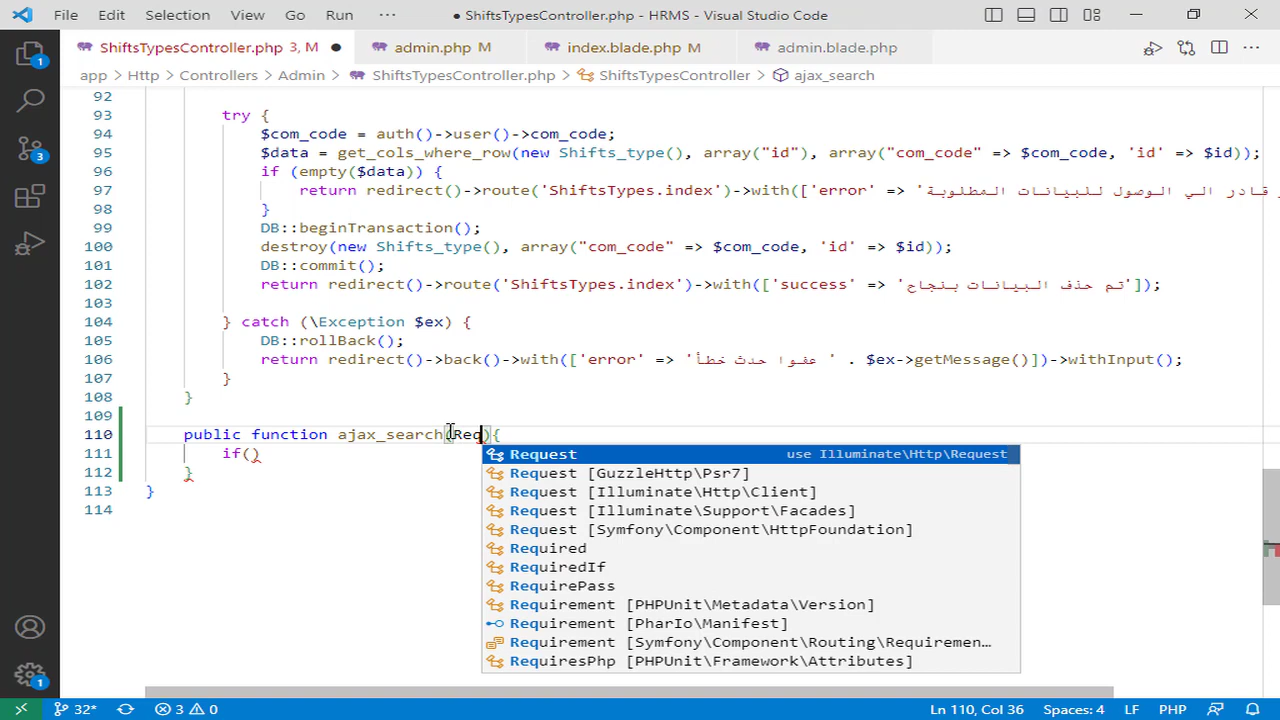 File Edit Selection View Go Run ··· ● ShiftsTypesController.php - HRMS - Visual Studio Code
ShiftsTypesController.php 3, M ● admin.php M index.blade.php M admin.blade.php
app > Http > Controllers > Admin > ShiftsTypesController.php > ShiftsTypesController > ajax_search
92
93 try {
94 $com_code = auth()->user()->com_code;
95 $data = get_cols_where_row(new Shifts_type(), array("id"), array("com_code" => $com_code, 'id' => $id));
96 if (empty($data)) {
97 return redirect()->route('ShiftsTypes.index')->with(['error' => 'قادر الي الوصول للبيانات المطلوبة
98 }
99 DB::beginTransaction();
100 destroy(new Shifts_type(), array("com_code" => $com_code, 'id' => $id));
101 DB::commit();
102 return redirect()->route('ShiftsTypes.index')->with(['success' => 'تم حذف البيانات بنجاح']);
103
104 } catch (\Exception $ex) {
105 DB::rollBack();
106 return redirect()->back()->with(['error' => 'عفوا حدث خطأ ' . $ex->getMessage()])->withInput();
107 }
108 }
109
110 public function ajax_search(Req){
111 if()
112 }
113 }
114
Request use Illuminate\Http\Request
Request [GuzzleHttp\Psr7]
Request [Illuminate\Http\Client]
Request [Illuminate\Support\Facades]
Request [Symfony\Component\HttpFoundation]
Required
RequiredIf
RequirePass
Requirement [PHPUnit\Metadata\Version]
Requirement [PharIo\Manifest]
Requirement [Symfony\Component\Routing\Requiremen…
RequiresPhp [PHPUnit\Framework\Attributes]
1
3
1
32* 3 0 Ln 110, Col 36 Spaces: 4 LF PHP